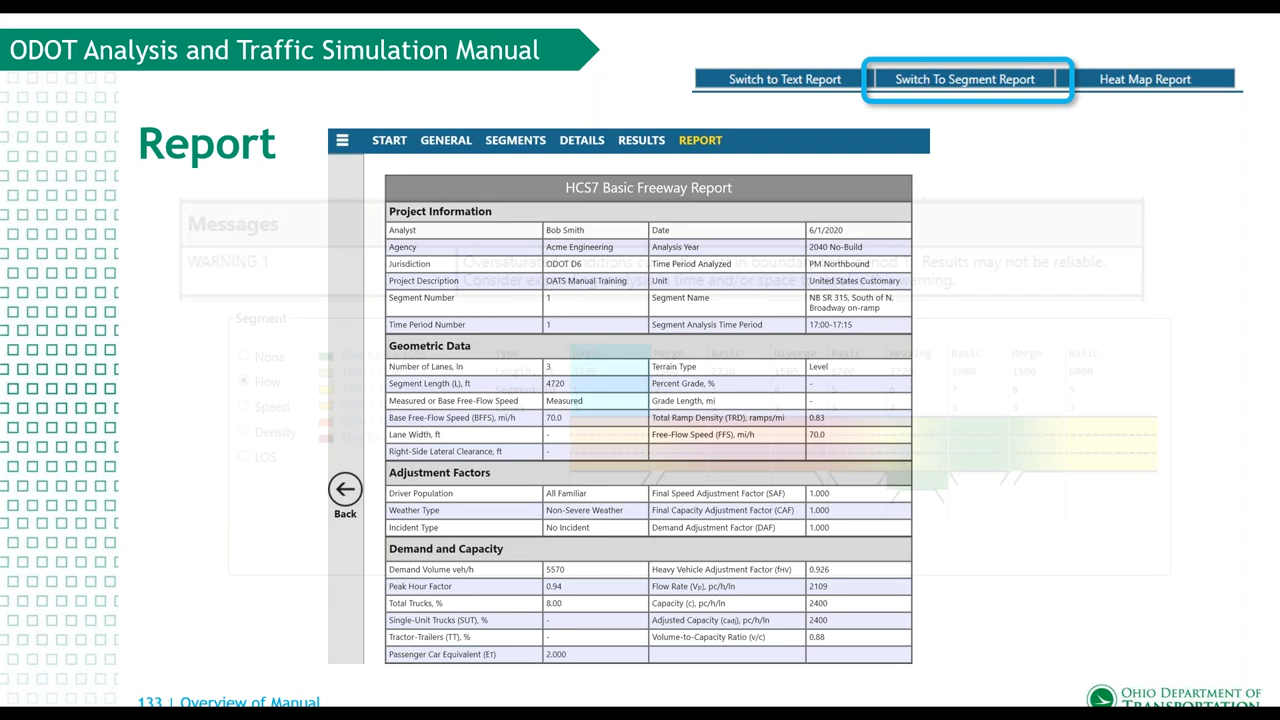 ODOT Analysis and Traffic Simulation Manual
Switch to Text Report Switch To Segment Report Heat Map Report
Report
START GENERAL SEGMENTS DETAILS RESULTS REPORT
HCS7 Basic Freeway Report
Project Information
Analyst Bob Smith Date 6/1/2020
Agency Acme Engineering Analysis Year 2040 No-Build
Jurisdiction ODOT D6 Time Period Analyzed PM Northbound
Project Description OATS Manual Training Unit United States Customary
Segment Number 1 Segment Name NB SR 315, South of N.
Broadway on-ramp
Time Period Number 1 Segment Analysis Time Period 17:00-17:15
Geometric Data
Number of Lanes, ln 3 Terrain Type Level
Segment Length (L), ft 4720 Percent Grade, % -
Measured or Base Free-Flow Speed Measured Grade Length, mi -
Base Free-Flow Speed (BFFS), mi/h 70.0 Total Ramp Density (TRD), ramps/mi 0.83
Lane Width, ft - Free-Flow Speed (FFS), mi/h 70.0
Right-Side Lateral Clearance, ft -
Adjustment Factors
Driver Population All Familiar Final Speed Adjustment Factor (SAF) 1.000
Weather Type Non-Severe Weather Final Capacity Adjustment Factor (CAF) 1.000
Incident Type No Incident Demand Adjustment Factor (DAF) 1.000
Demand and Capacity
Demand Volume veh/h 5570 Heavy Vehicle Adjustment Factor (fHV) 0.926
Peak Hour Factor 0.94 Flow Rate (Vp), pc/h/ln 2109
Total Trucks, % 8.00 Capacity (c), pc/h/ln 2400
Single-Unit Trucks (SUT), % - Adjusted Capacity (cadj), pc/h/ln 2400
Tractor-Trailers (TT), % - Volume-to-Capacity Ratio (v/c) 0.88
Passenger Car Equivalent (ET) 2.000
Back
Messages
WARNING 1
Results may not be reliable.
Segment
None
Flow
Speed
Density
LOS
133 | Overview of Manual
OHIO DEPARTMENT OF
TRANSPORTATION